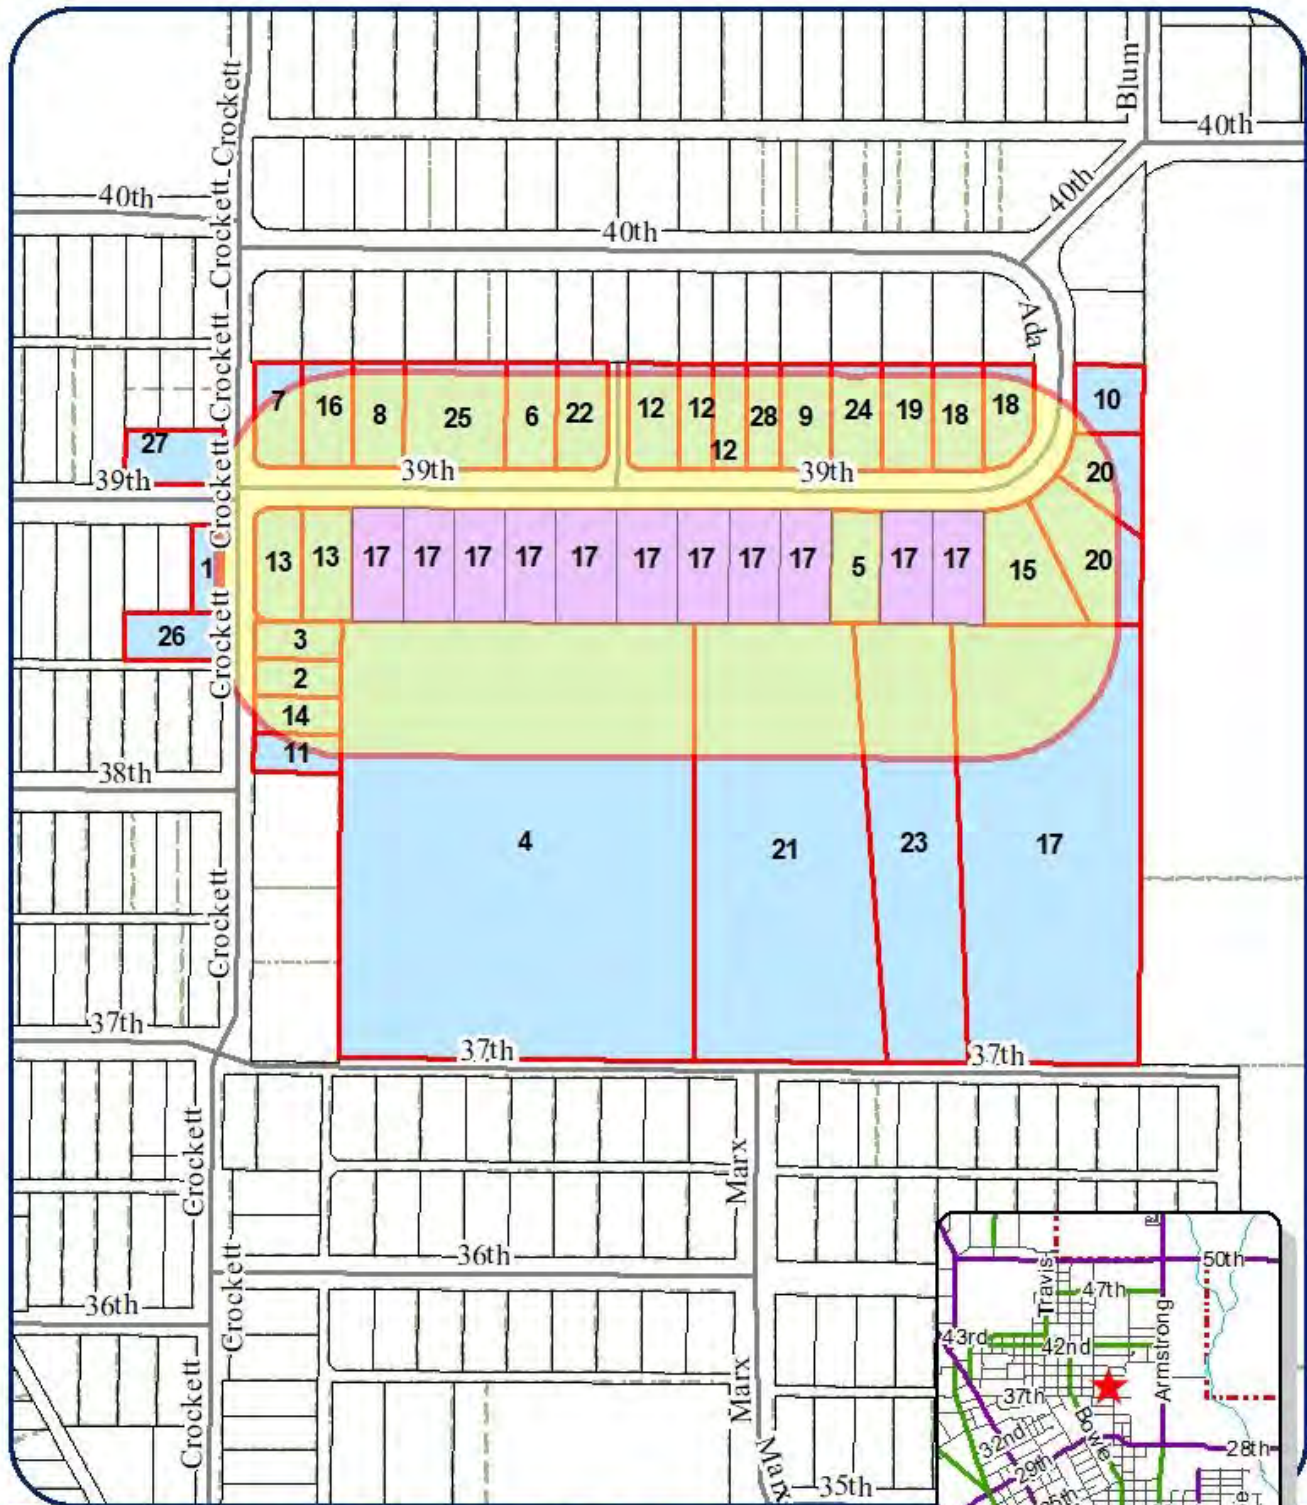 Crockett
Blum
40th
40th
Crockett
40th
40th
Crockett
Ada
Crockett
7
16
8
25
6
22
12
12
12
28
9
24
19
18
18
10
27
39th
39th
39th
20
Crockett
1
13
13
17
17
17
17
17
17
17
17
17
5
17
17
15
20
26
Crockett
3
2
14
11
38th
4
21
23
17
Crockett
37th
37th
37th
Crockett
Marx
36th
36th
Crockett
Crockett
Marx
Marx
35th
50th
Travis
47th
43rd
42nd
Armstrong
37th
Bowie
32nd
29th
28th